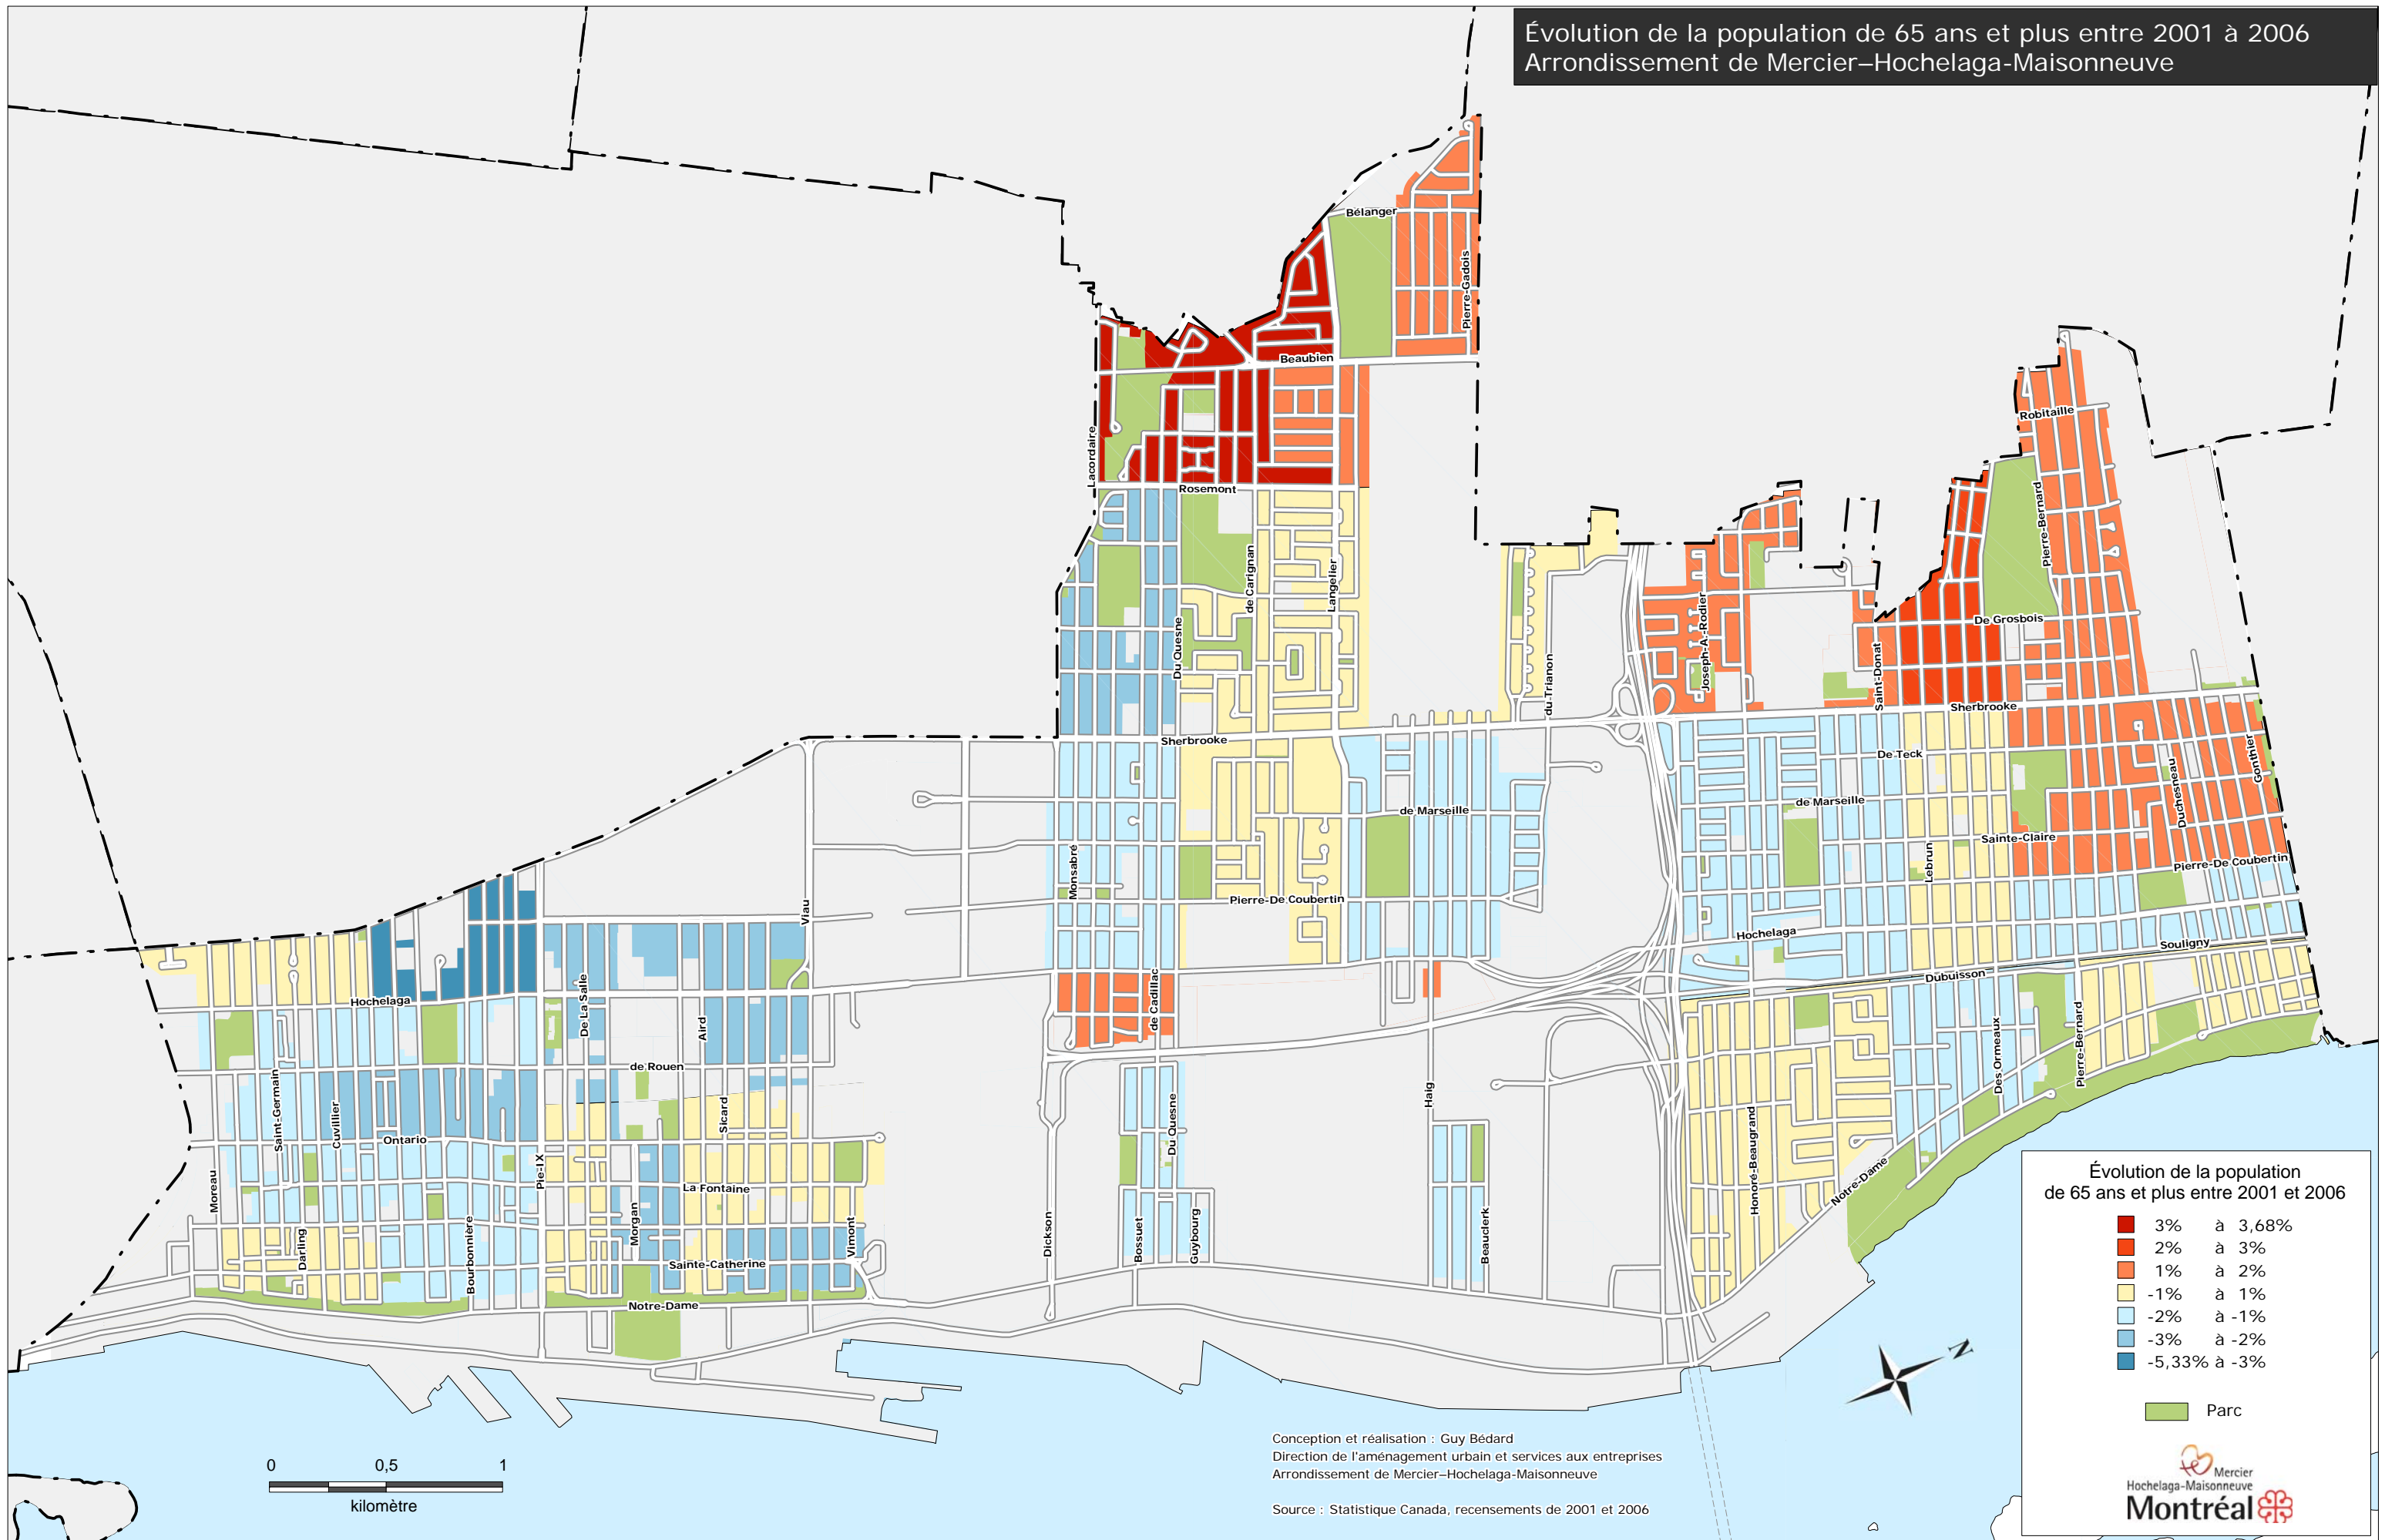 Évolution de la population de 65 ans et plus entre 2001 à 2006
Arrondissement de Mercier–Hochelaga-Maisonneuve
Bélanger
Pierre-Gadois
Beaubien
Lacordaire
Rosemont
Robitaille
Pierre-Bernard
de Carignan
Langelier
Du Quesne
du Trianon
Joseph-A.-Rodier
Saint-Donat
De Grosbois
Sherbrooke
Sherbrooke
De Teck
Gonthier
Duchesneau
de Marseille
de Marseille
Sainte-Claire
Monsabré
Lebrun
Pierre-De Coubertin
Pierre-De Coubertin
Viau
Hochelaga
Souligny
Dubuisson
Hochelaga
De La Salle
Aird
de Cadillac
Pierre-Bernard
Des Ormeaux
de Rouen
Haig
Saint-Germain
Cuvillier
Sicard
Du Quesne
Ontario
Honoré-Beaugrand
Moreau
Pie-IX
La Fontaine
Notre-Dame
Darling
Bourbonnière
Morgan
Vimont
Dickson
Bossuet
Guybourg
Beauclerk
Sainte-Catherine
Notre-Dame
Évolution de la population
de 65 ans et plus entre 2001 et 2006
3% à 3,68%
2% à 3%
1% à 2%
-1% à 1%
-2% à -1%
-3% à -2%
-5,33% à -3%
Parc
N
0 0,5 1
kilomètre
Conception et réalisation : Guy Bédard
Direction de l'aménagement urbain et services aux entreprises
Arrondissement de Mercier–Hochelaga-Maisonneuve
Source : Statistique Canada, recensements de 2001 et 2006
Mercier
Hochelaga-Maisonneuve
Montréal